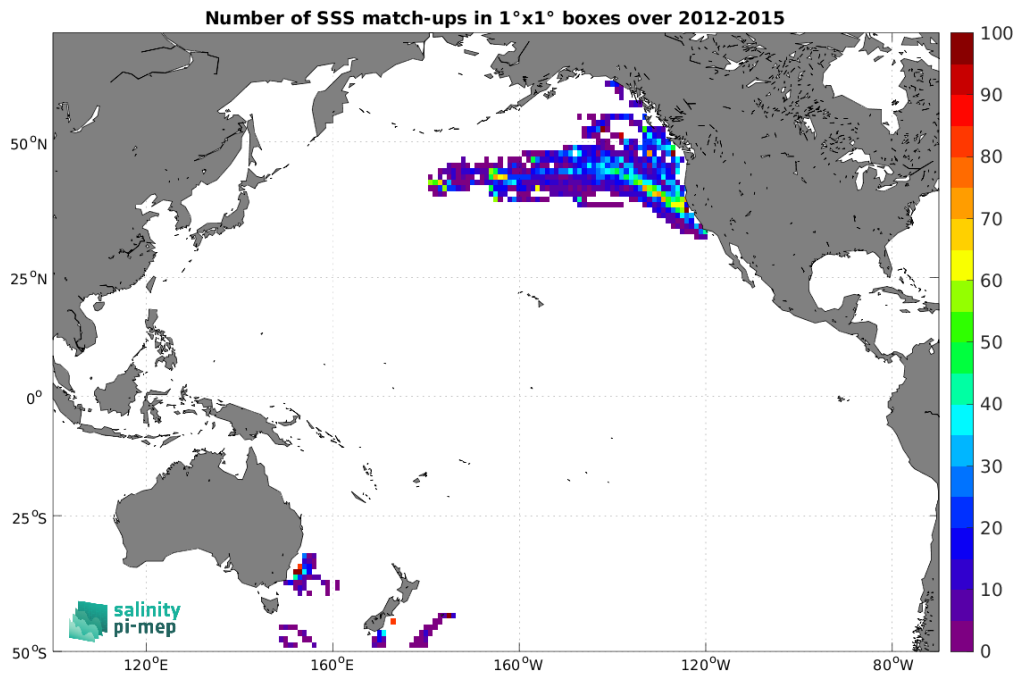 Number of SSS match-ups in 1°x1° boxes over 2012-2015
100
90
80
70
60
50
40
30
20
10
0
50°N
25°N
0°
25°S
50°S
salinity
pi-mep
120°E
160°E
160°W
120°W
80°W